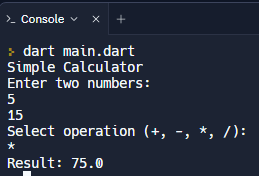 Console
dart main.dart
Simple Calculator
Enter two numbers:
5
15
Select operation (+, -, *, /):
*
Result: 75.0